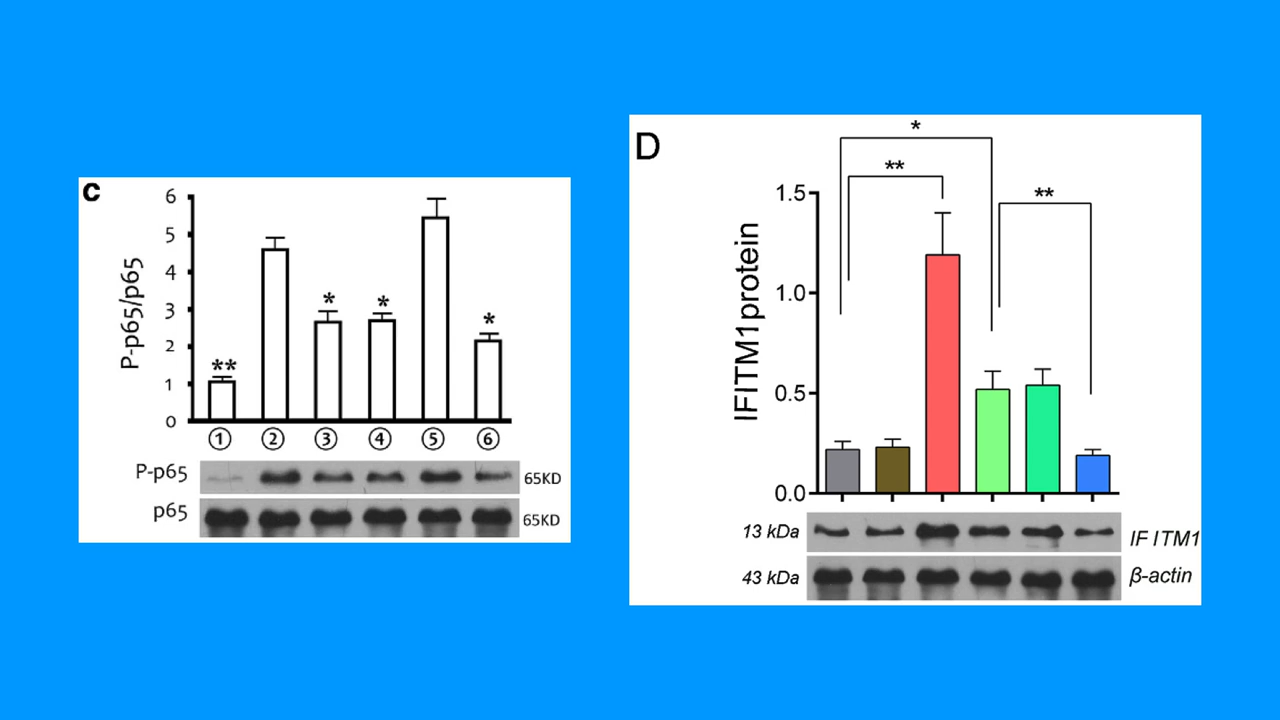 c
P-p65/p65
6
5
4
3
2
1
0
**
*
*
*
① ② ③ ④ ⑤ ⑥
P-p65 65KD
p65 65KD
D
*
**
**
IFITM1protein
1.5
1.0
0.5
0.0
13 kDa IF ITM1
43 kDa β-actin